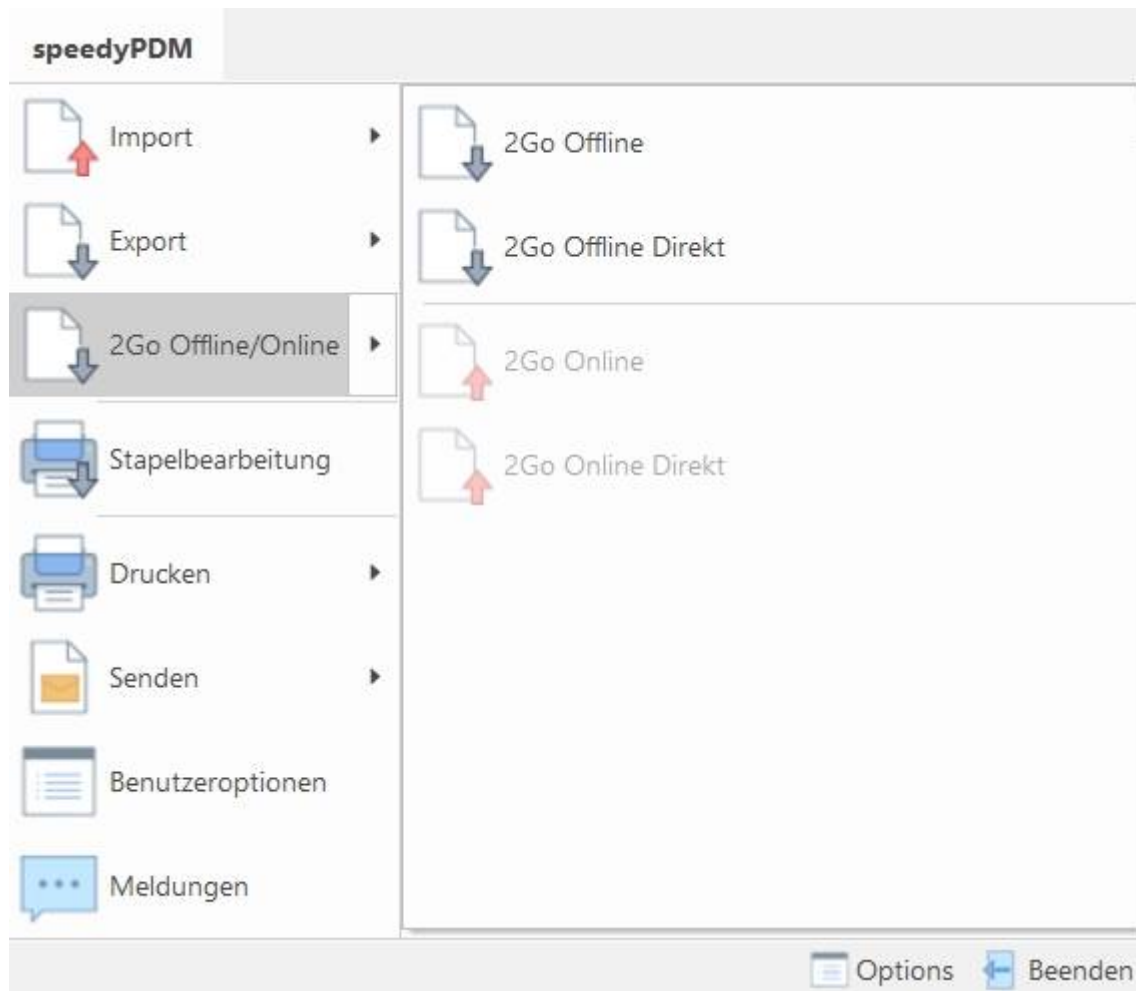 speedyPDM
Import
Export
2Go Offline/Online
Stapelbearbeitung
Drucken
Senden
Benutzeroptionen
Meldungen
2Go Offline
2Go Offline Direkt
2Go Online
2Go Online Direkt
Options
Beenden